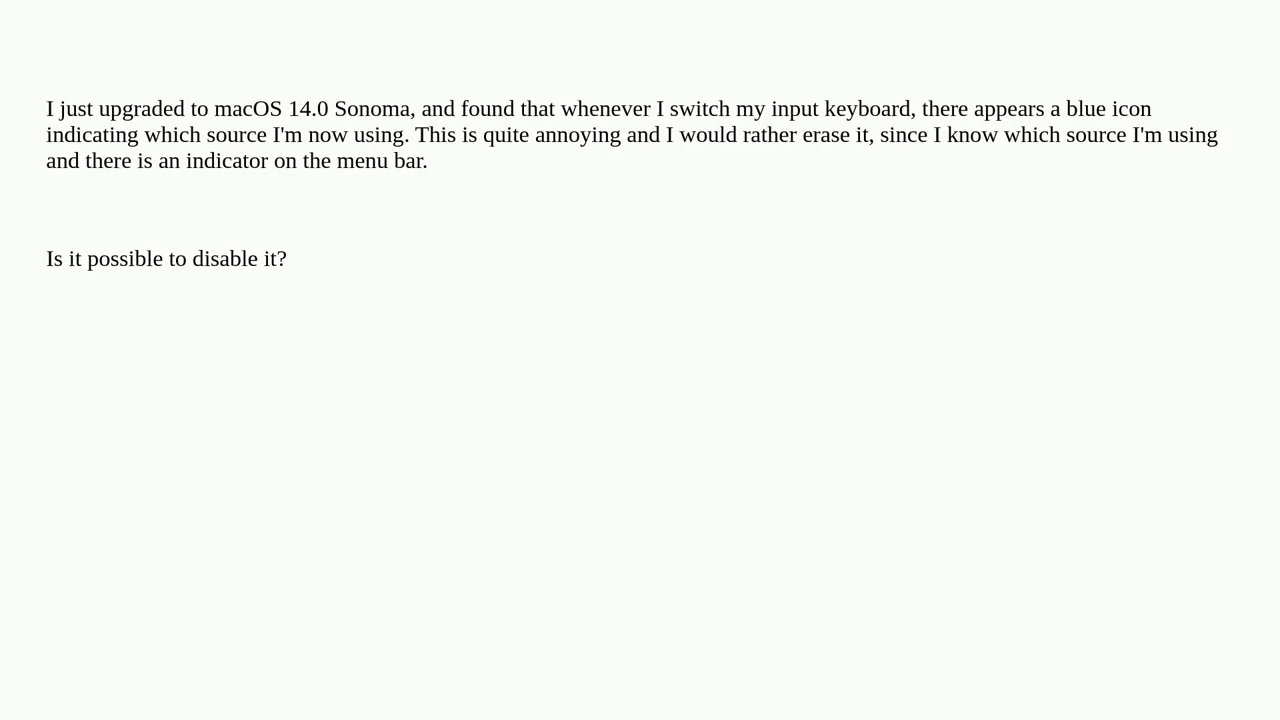 I just upgraded to macOS 14.0 Sonoma, and found that whenever I switch my input keyboard, there appears a blue icon
indicating which source I'm now using. This is quite annoying and I would rather erase it, since I know which source I'm using
and there is an indicator on the menu bar.
Is it possible to disable it?